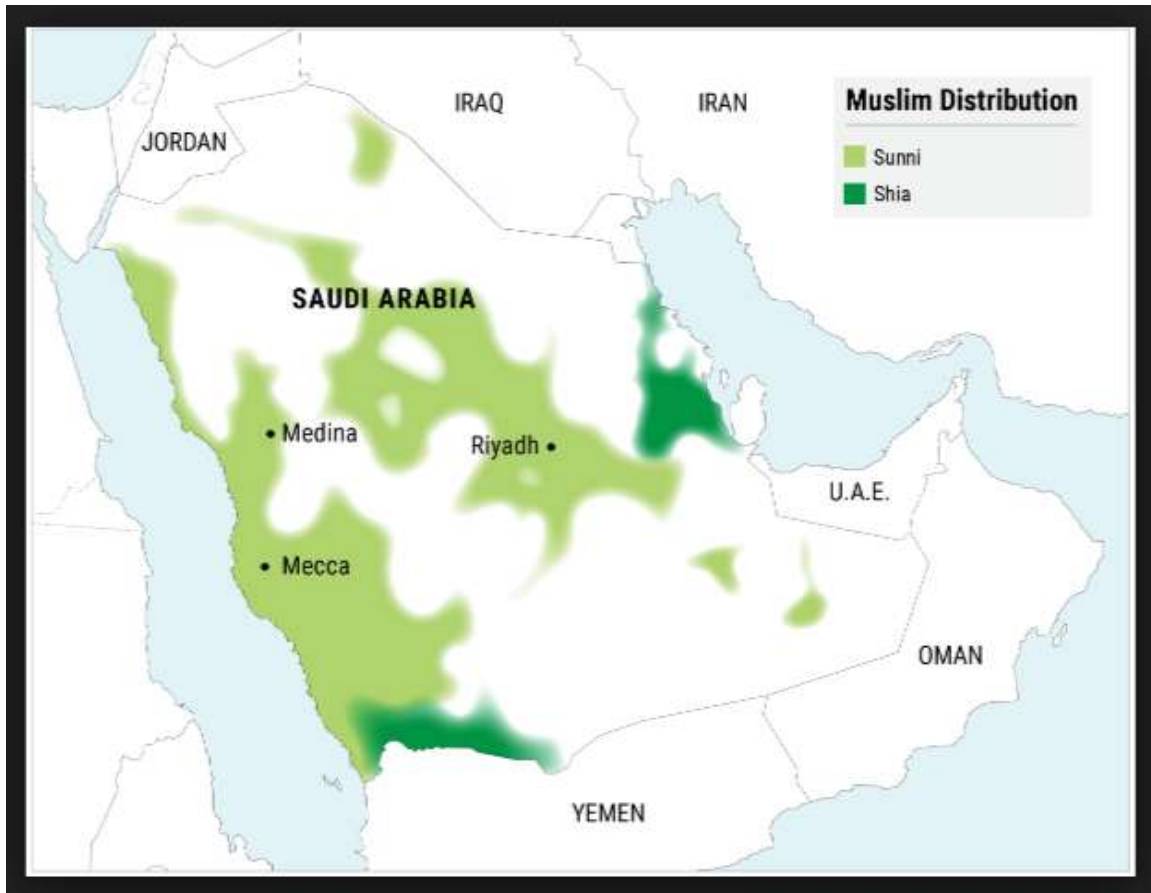 IRAQ
IRAN
Muslim Distribution
JORDAN
Sunni
Shia
SAUDI ARABIA
Medina
Riyadh
U.A.E.
Mecca
OMAN
YEMEN